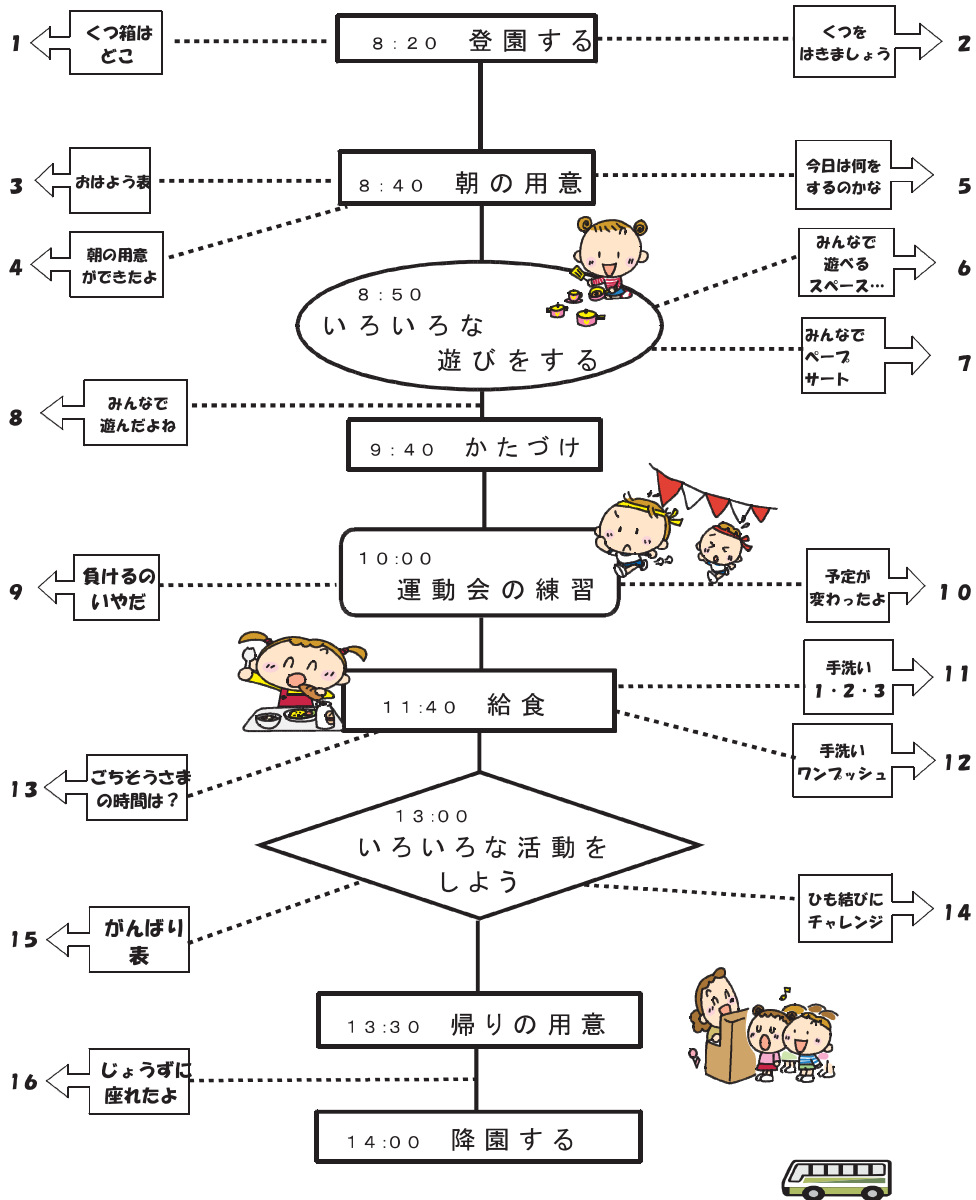 1
くつ箱は
どこ
8:20 登園する
くつを
はきましょう
2
3
おはよう表
8:40 朝の用意
今日は何を
するのかな
5
4
朝の用意
ができたよ
みんなで
遊べる
スペース…
6
8:50
いろいろな
遊びをする
みんなで
ペープ
サート
7
8
みんなで
遊んだよね
9:40 かたづけ
9
負けるの
いやだ
10:00
運動会の練習
予定が
変わったよ
10
11:40 給食
手洗い
1・2・3
11
手洗い
ワンプッシュ
12
13
ごちそうさま
の時間は?
13:00
いろいろな活動を
しよう
ひも結びに
チャレンジ
14
15
がんばり
表
13:30 帰りの用意
16
じょうずに
座れたよ
14:00 降園する